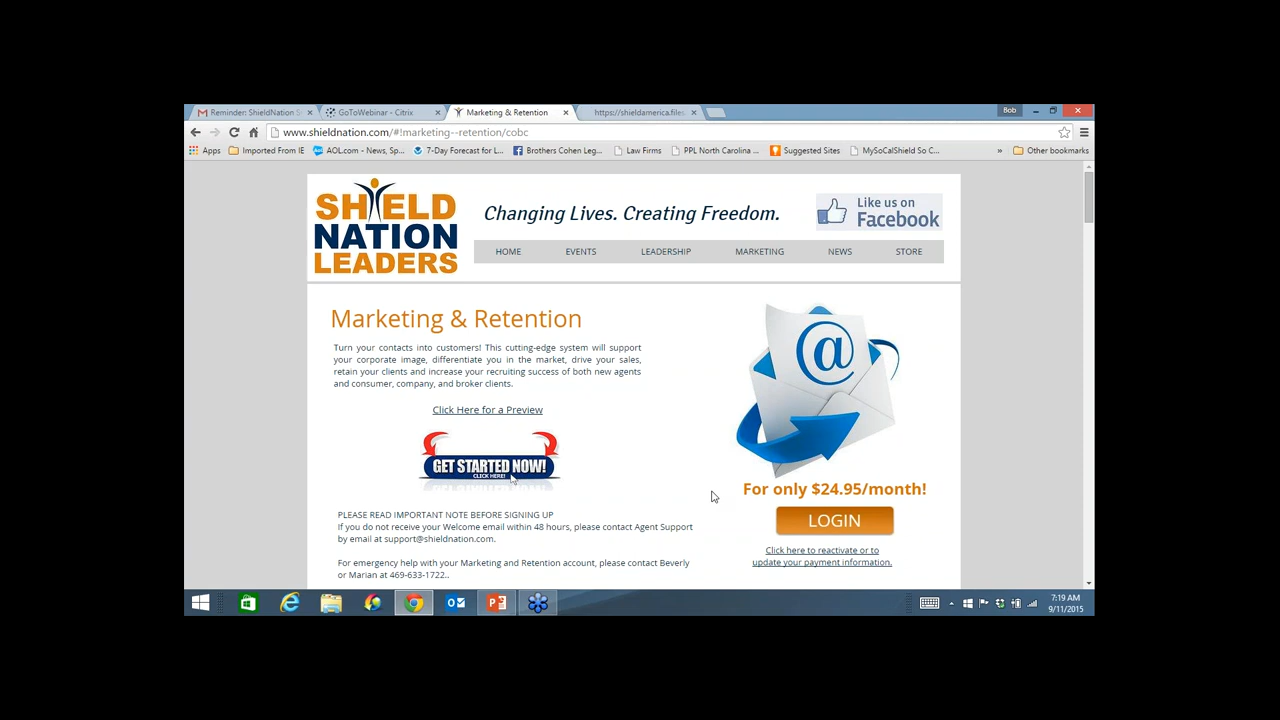 Reminder: ShieldNation S
GoToWebinar - Citrix
Marketing & Retention
https://shieldamerica.files
Bob
www.shieldnation.com/#!marketing--retention/cobc
Apps
Imported From IE
AOL.com - News, Sp...
7-Day Forecast for L...
Brothers Cohen Leg...
Law Firms
PPL North Carolina ...
Suggested Sites
MySoCalShield So C...
»
Other bookmarks
SHIELD
NATION
LEADERS
Changing Lives. Creating Freedom.
Like us on
Facebook
HOME
EVENTS
LEADERSHIP
MARKETING
NEWS
STORE
Marketing & Retention
Turn your contacts into customers! This cutting-edge system will support
your corporate image, differentiate you in the market, drive your sales,
retain your clients and increase your recruiting success of both new agents
and consumer, company, and broker clients.
Click Here for a Preview
GET STARTED NOW!
CLICK HERE!
@
For only $24.95/month!
LOGIN
Click here to reactivate or to
update your payment information.
PLEASE READ IMPORTANT NOTE BEFORE SIGNING UP
If you do not receive your Welcome email within 48 hours, please contact Agent Support
by email at support@shieldnation.com.
For emergency help with your Marketing and Retention account, please contact Beverly
or Marian at 469-633-1722..
7:19 AM
9/11/2015